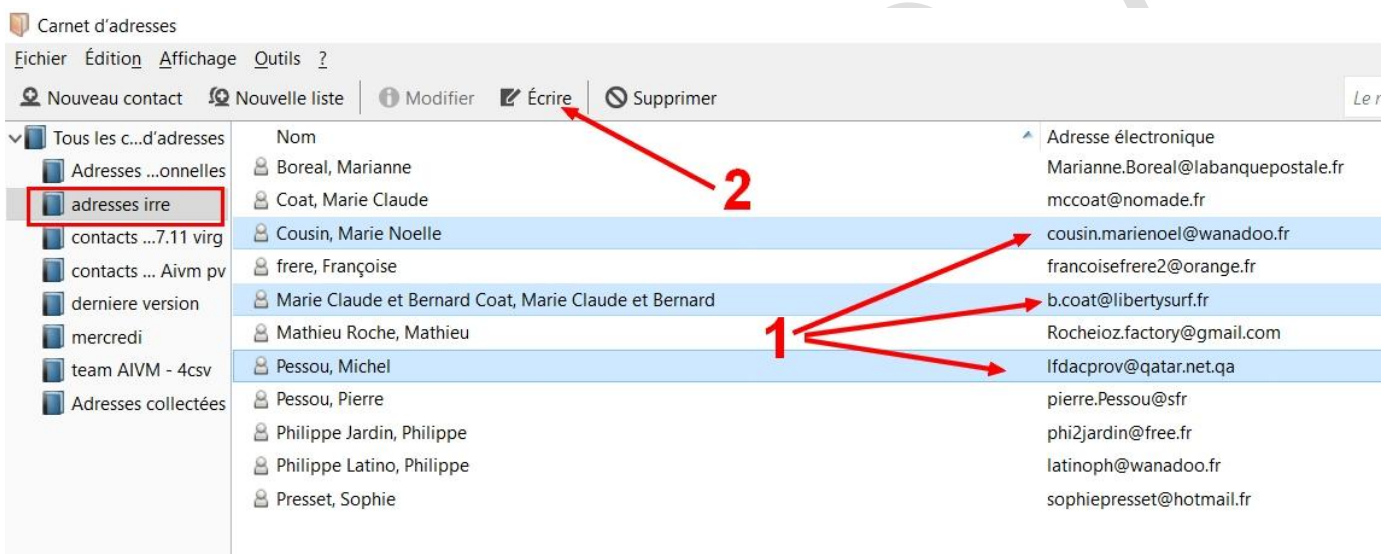 Carnet d'adresses
Fichier Édition Affichage Outils ?
Nouveau contact Nouvelle liste Modifier Écrire Supprimer Le
Tous les c...d'adresses Nom Adresse électronique
Adresses ...onnelles Boreal, Marianne Marianne.Boreal@labanquepostale.fr
adresses irre Coat, Marie Claude mccoat@nomade.fr
2
contacts ...7.11 virg Cousin, Marie Noelle cousin.marienoel@wanadoo.fr
contacts ... Aivm pv frere, Françoise francoisefrere2@orange.fr
derniere version Marie Claude et Bernard Coat, Marie Claude et Bernard b.coat@libertysurf.fr
mercredi Mathieu Roche, Mathieu 1 Rocheioz.factory@gmail.com
team AIVM - 4csv Pessou, Michel lfdacprov@qatar.net.qa
Adresses collectées Pessou, Pierre pierre.Pessou@sfr
Philippe Jardin, Philippe phi2jardin@free.fr
Philippe Latino, Philippe latinoph@wanadoo.fr
Presset, Sophie sophiepresset@hotmail.fr